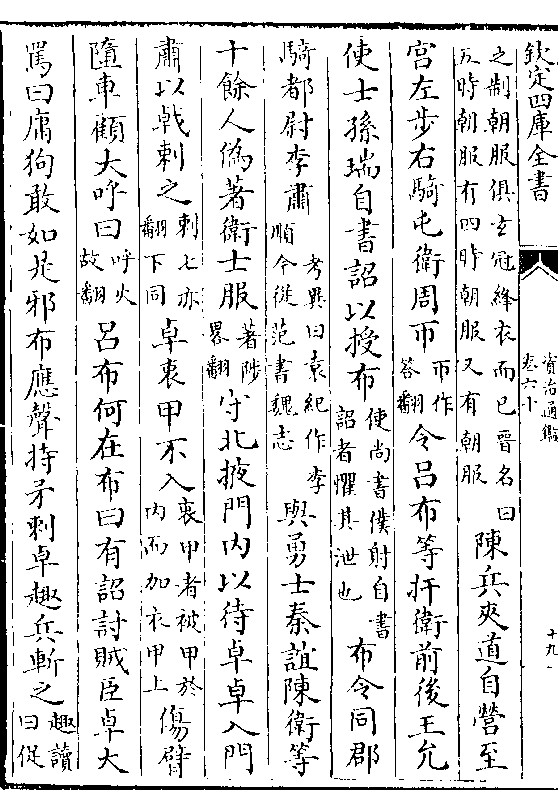 欽定四庫全書
資治通鑑
卷六十
十九
之制朝服俱玄冠絳衣而已晉名曰
五時朝服有四時朝服又有朝服
陳兵夾道自營至
宫左步右騎屯衛周帀
帀作
答翻
令吕布等扞衛前後王允
使士孫瑞自書詔以授布
使尚書僕射自書
詔者懼其泄也
布令同郡
騎都尉李肅
考異曰袁紀作李
順今從范書魏志
與勇士秦誼陳衛等
十餘人偽著衛士服
著陟
畧翻
守北掖門内以待卓卓入門
肅以戟刺之
刺七亦
翻下同
卓衷甲不入
衷甲者被甲於
内而加衣甲上
傷臂
墮車顧大呼曰
呼火
故翻
吕布何在布曰有詔討賊臣卓大
罵曰庸狗敢如是邪布應聲持矛刺卓趣兵斬之
趣讀
曰促